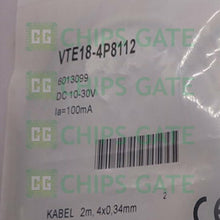 CHIPS GATE
VTE18-4P8112
6013099
DC 10-30V
Ia=100mA
CHIPS GATE
2
KABEL 2m, 4x0,34mm